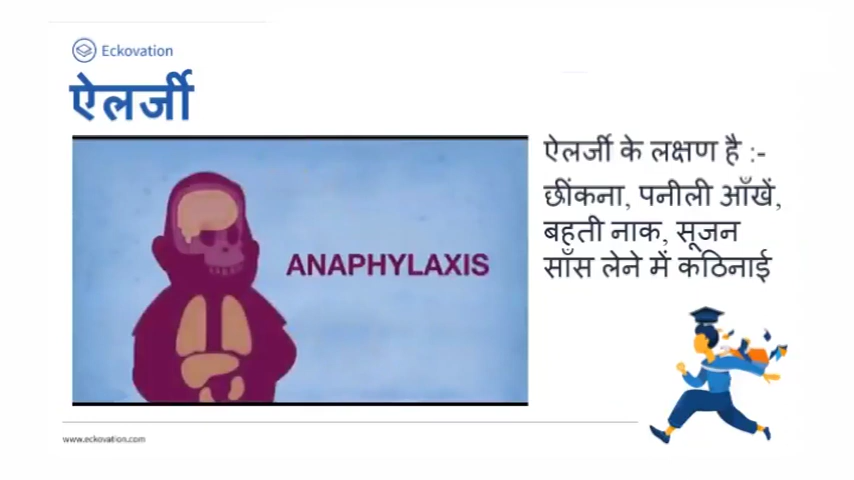 Eckovation
ऐलर्जी
ANAPHYLAXIS
ऐलर्जी के लक्षण है :-
छींकना, पनीली आँखें,
बहती नाक, सूजन
साँस लेने में कठिनाई
www.eckovation.com